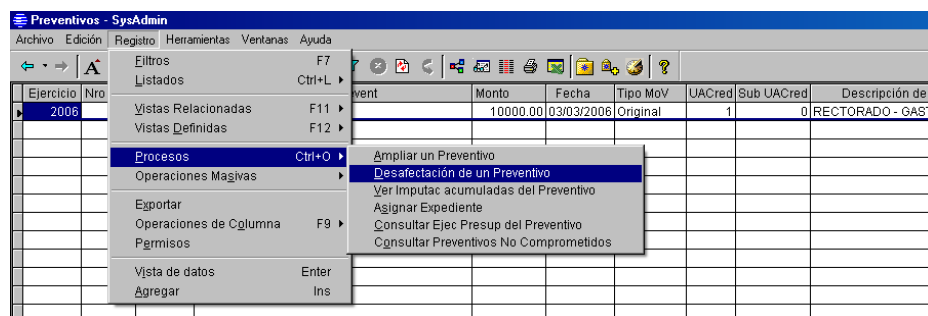 Preventivos - SysAdmin
Archivo Edición Registro Herramientas Ventanas Ayuda
Filtros F7
Listados Ctrl+L
Ejercicio Nro vent Monto Fecha Tipo MoV UACred Sub UACred Descripción de
2006 10000.00 03/03/2006 Original 1 0 RECTORADO - GAS
Vistas Relacionadas F11
Vistas Definidas F12
Procesos Ctrl+O
Operaciones Masivas
Exportar
Operaciones de Columna F9
Permisos
Vista de datos Enter
Agregar Ins
Ampliar un Preventivo
Desafectación de un Preventivo
Ver Imputac acumuladas del Preventivo
Asignar Expediente
Consultar Ejec Presup del Preventivo
Consultar Preventivos No Comprometidos